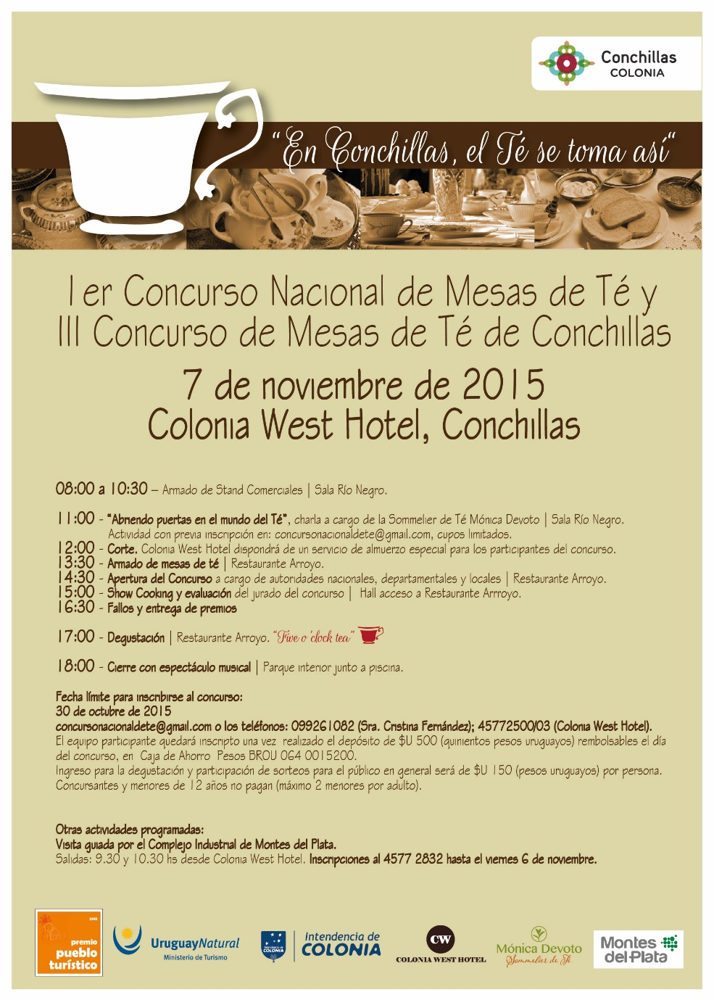 Conchillas
COLONIA
"En Conchillas, el Té se toma así"
1er Concurso Nacional de Mesas de Té y
III Concurso de Mesas de Té de Conchillas
7 de noviembre de 2015
Colonia West Hotel, Conchillas
08:00 a 10:30 – Armado de Stand Comerciales | Sala Río Negro.
11:00 - "Abriendo puertas en el mundo del Té", charla a cargo de la Sommelier de Té Mónica Devoto | Sala Río Negro.
Actividad con previa inscripción en: concursonacionaldete@gmail.com, cupos limitados.
12:00 - Corte. Colonia West Hotel dispondrá de un servicio de almuerzo especial para los participantes del concurso.
13:30 - Armado de mesas de té | Restaurante Arroyo.
14:30 - Apertura del Concurso a cargo de autoridades nacionales, departamentales y locales | Restaurante Arroyo.
15:00 - Show Cooking y evaluación del jurado del concurso | Hall acceso a Restaurante Arrroyo.
16:30 - Fallos y entrega de premios
17:00 - Degustación | Restaurante Arroyo. "Five o'clock tea"
18:00 - Cierre con espectáculo musical | Parque interior junto a piscina.
Fecha límite para inscribirse al concurso:
30 de octubre de 2015
concursonacionaldete@gmail.com o los teléfonos: 099261082 (Sra. Cristina Fernández); 45772500/03 (Colonia West Hotel).
El equipo participante quedará inscripto una vez realizado el depósito de $U 500 (quinientos pesos uruguayos) rembolsables el día
del concurso, en Caja de Ahorro Pesos BROU 064 0015200.
Ingreso para la degustación y participación de sorteos para el público en general será de $U 150 (pesos uruguayos) por persona.
Concursantes y menores de 12 años no pagan (máximo 2 menores por adulto).
Otras actividades programadas:
Visita guiada por el Complejo Industrial de Montes del Plata.
Salidas: 9.30 y 10.30 hs desde Colonia West Hotel. Inscripciones al 4577 2832 hasta el viernes 6 de noviembre.
premio
pueblo
turístico
UruguayNatural
Ministerio de Turismo
Intendencia de
COLONIA
Intendencia de
COLONIA
CW
COLONIA WEST HOTEL
Mónica Devoto
Sommelier de Té
Montes
del Plata